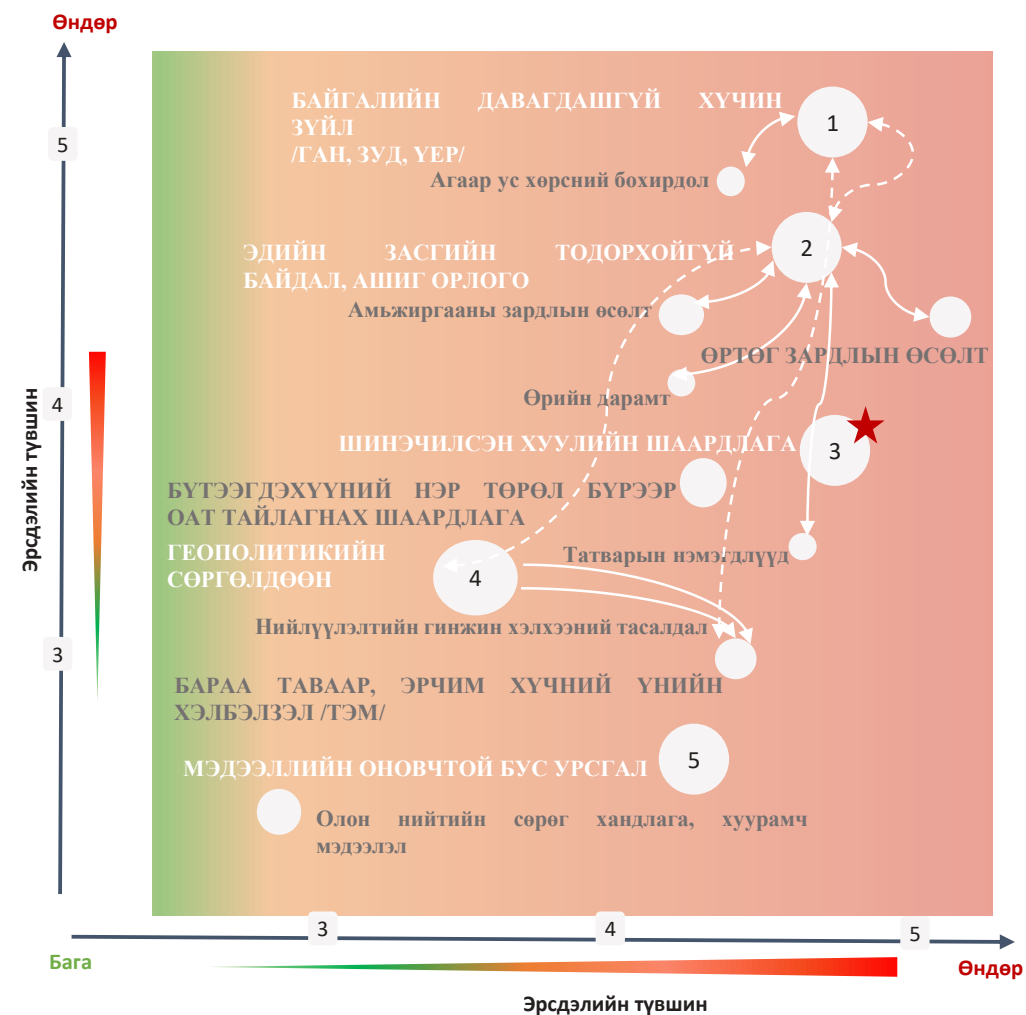 Өндөр
БАЙГАЛИЙН ДАВАГДАШГҮЙ ХҮЧИН
ЗҮЙЛ
/ГАН, ЗУД, ҮЕР/
1
5
Агаар ус хөрсний бохирдол
ЭДИЙН ЗАСГИЙН ТОДОРХОЙГҮЙ
БАЙДАЛ, АШИГ ОРЛОГО
2
Амьжиргааны зардлын өсөлт
ӨРТӨГ ЗАРДЛЫН ӨСӨЛТ
Өрийн дарамт
4
Эрсдэлийн түвшин
ШИНЭЧИЛСЭН ХУУЛИЙН ШААРДЛАГА
3
БҮТЭЭГДЭХҮҮНИЙ НЭР ТӨРӨЛ БҮРЭЭР
ОАТ ТАЙЛАГНАХ ШААРДЛАГА
ГЕОПОЛИТИКИЙН
СӨРГӨЛДӨӨН
4
Татварын нэмэгдлүүд
Нийлүүлэлтийн гинжин хэлхээний тасалдал
3
БАРАА ТАВААР, ЭРЧИМ ХҮЧНИЙ ҮНИЙН
ХЭЛБЭЛЗЭЛ /ТЭМ/
МЭДЭЭЛЛИЙН ОНОВЧТОЙ БУС УРСГАЛ
5
Олон нийтийн сөрөг хандлага, хуурамч
мэдээлэл
3
4
5
Бага
Өндөр
Эрсдэлийн түвшин